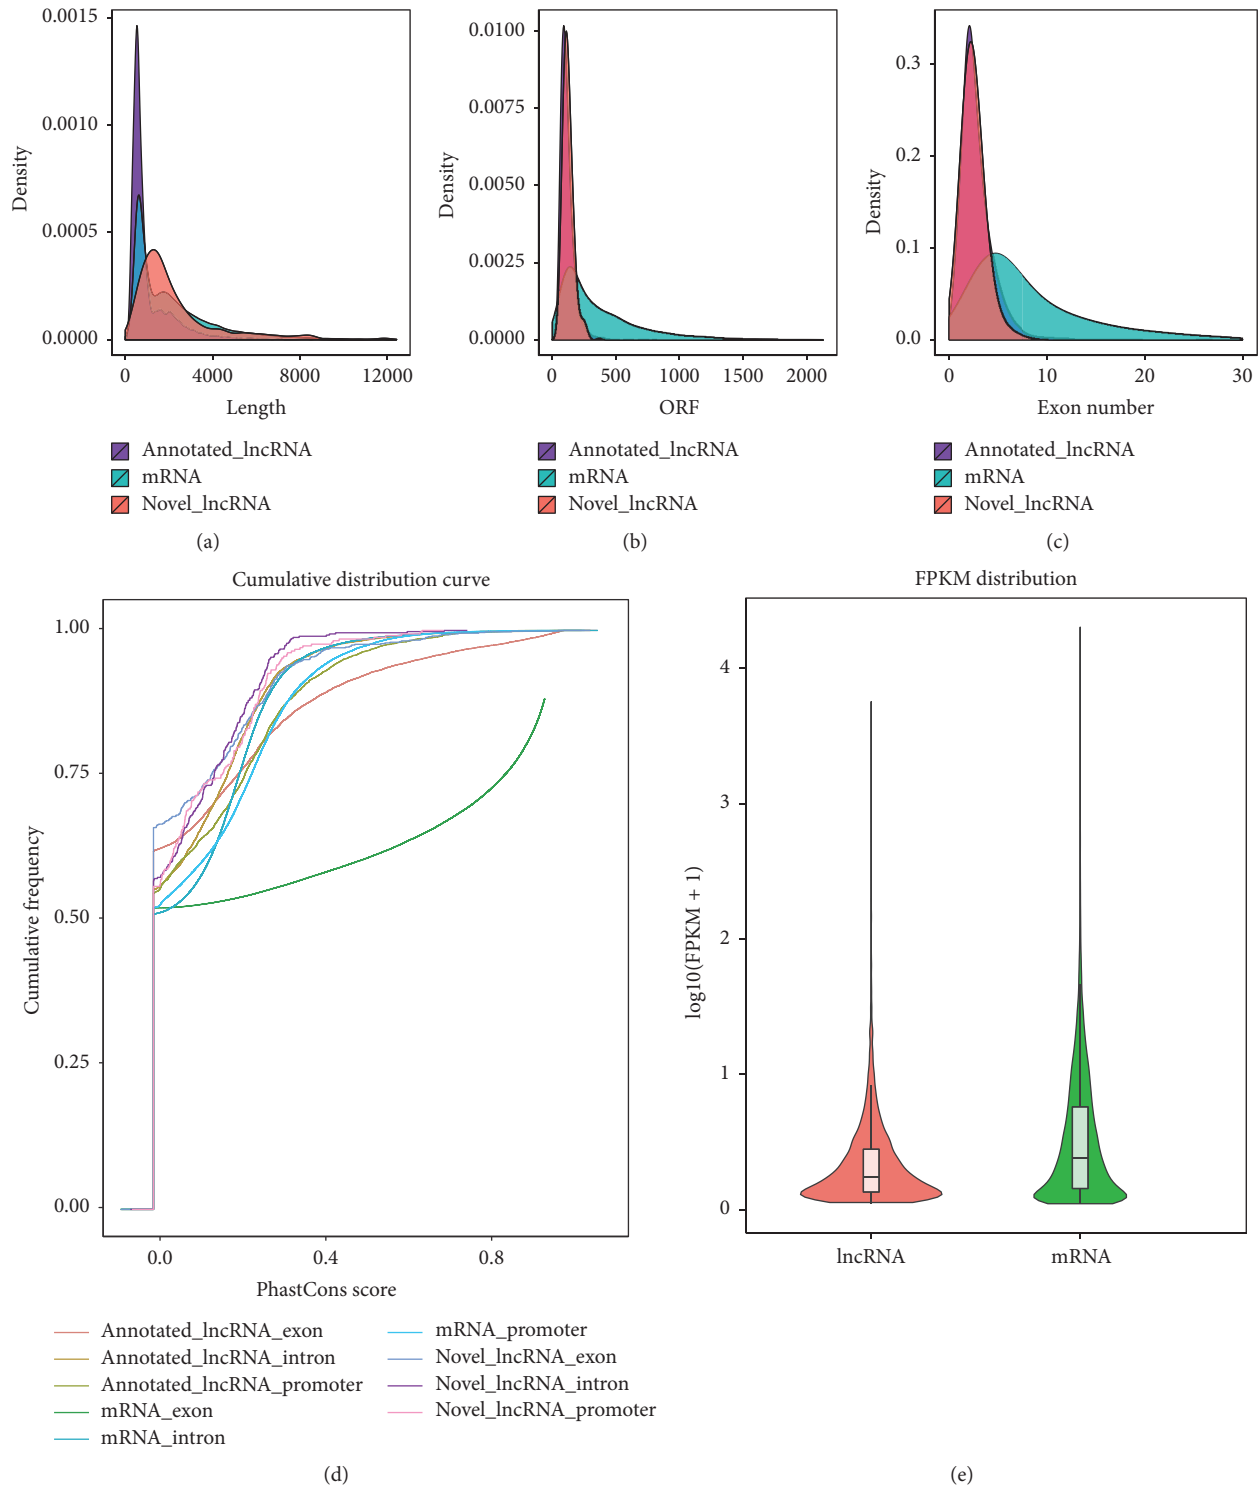 0.0015
0.0010
0.0005
0.0000
Density
0
4000
8000
12000
Length
Annotated_lncRNA
mRNA
Novel_lncRNA
(a)
0.0100
0.0075
0.0050
0.0025
0.0000
Density
0
500
1000
1500
2000
ORF
Annotated_lncRNA
mRNA
Novel_lncRNA
(b)
0.3
0.2
0.1
0.0
Density
0
10
20
30
Exon number
Annotated_lncRNA
mRNA
Novel_lncRNA
(c)
Cumulative distribution curve
1.00
0.75
0.50
0.25
0.00
Cumulative frequency
0.0
0.4
0.8
PhastCons score
Annotated_lncRNA_exon
Annotated_lncRNA_intron
Annotated_lncRNA_promoter
mRNA_exon
mRNA_intron
mRNA_promoter
Novel_lncRNA_exon
Novel_lncRNA_intron
Novel_lncRNA_promoter
(d)
FPKM distribution
4
3
2
1
0
log10(FPKM + 1)
lncRNA
mRNA
(e)